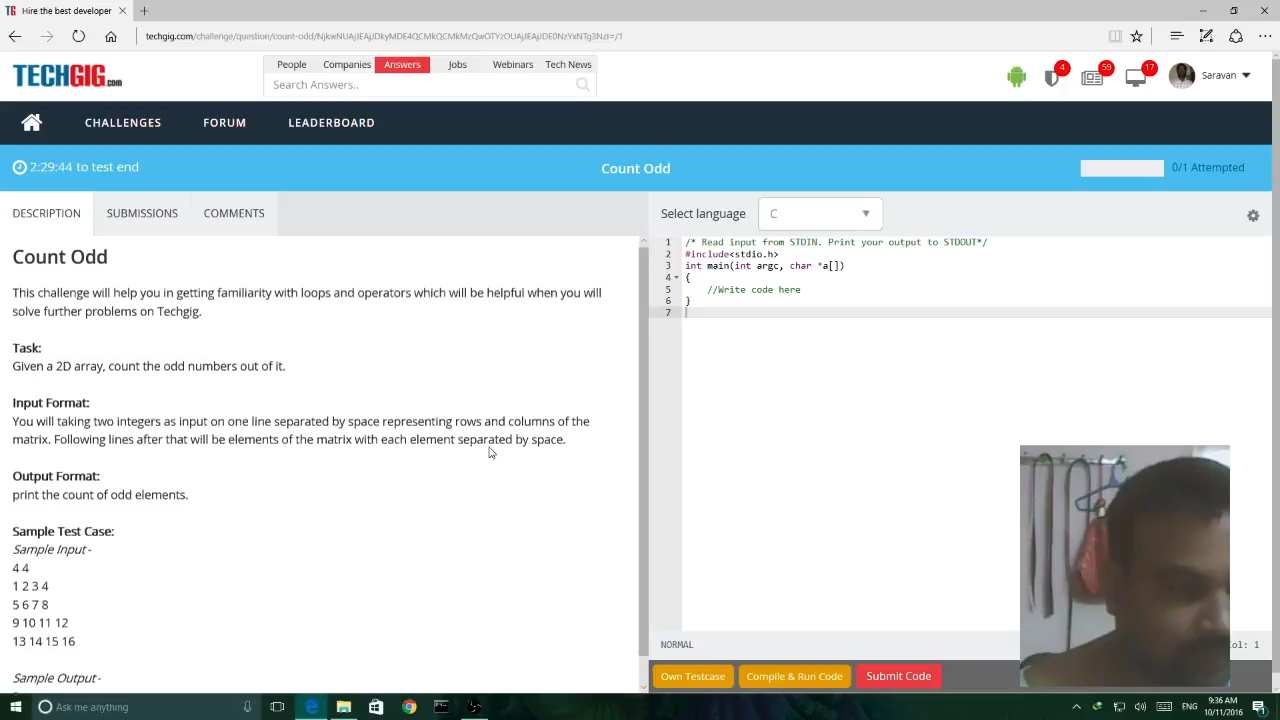 TG Hire the best developer
techgig.com/challenge/question/count-odd/NjkwNUAjJEAjJDkyMDE4QCMkQCMkMzQwOTYzOUAjJEAjJDE0NzYxNTg3NzI=/1
TECHGIG.com
People Companies Answers Jobs Webinars Tech News
Search Answers..
4 59 17 Saravan
CHALLENGES FORUM LEADERBOARD
2:29:44 to test end
Count Odd
0/1 Attempted
DESCRIPTION SUBMISSIONS COMMENTS
Select language C
Count Odd
This challenge will help you in getting familiarity with loops and operators which will be helpful when you will
solve further problems on Techgig.
Task:
Given a 2D array, count the odd numbers out of it.
Input Format:
You will taking two integers as input on one line separated by space representing rows and columns of the
matrix. Following lines after that will be elements of the matrix with each element separated by space.
Output Format:
print the count of odd elements.
Sample Test Case:
Sample Input -
4 4
1 2 3 4
5 6 7 8
9 10 11 12
13 14 15 16
Sample Output -
1 /* Read input from STDIN. Print your output to STDOUT*/
2 #include<stdio.h>
3 int main(int argc, char *a[])
4 {
5 //Write code here
6 }
7
NORMAL
Col: 1
Own Testcase Compile & Run Code Submit Code
Ask me anything
9:36 AM
10/11/2016